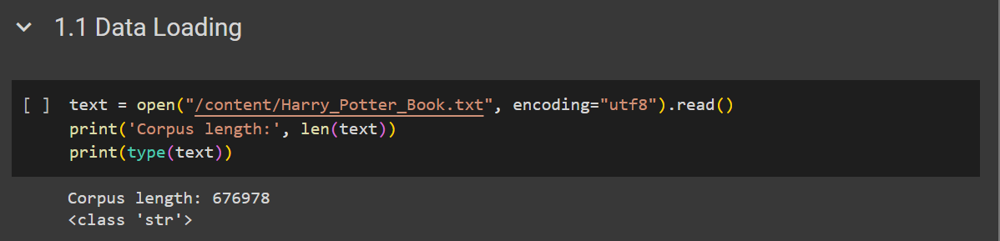 1.1 Data Loading
[ ] text = open("/content/Harry_Potter_Book.txt", encoding="utf8").read()
print('Corpus length:', len(text))
print(type(text))
Corpus length: 676978
<class 'str'>